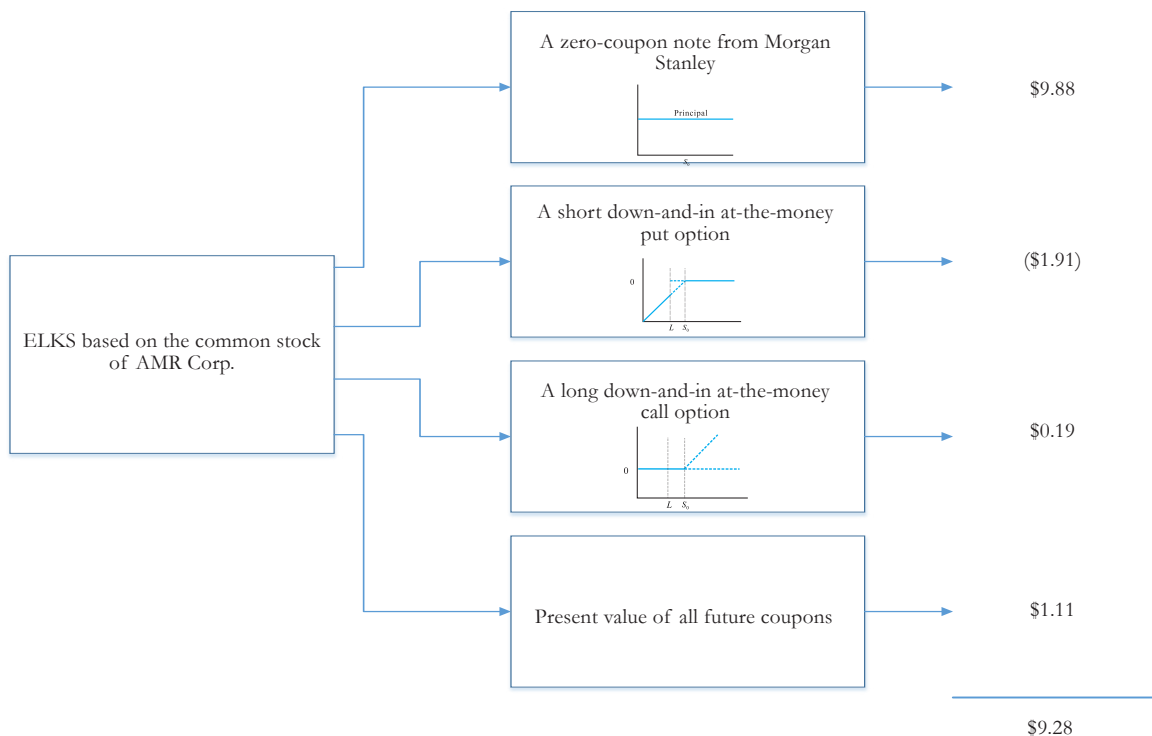 A zero-coupon note from Morgan
Stanley
Principal
S₀
$9.88
A short down-and-in at-the-money
put option
0
L S₀
($1.91)
ELKS based on the common stock
of AMR Corp.
A long down-and-in at-the-money
call option
0
L S₀
$0.19
Present value of all future coupons
$1.11
$9.28